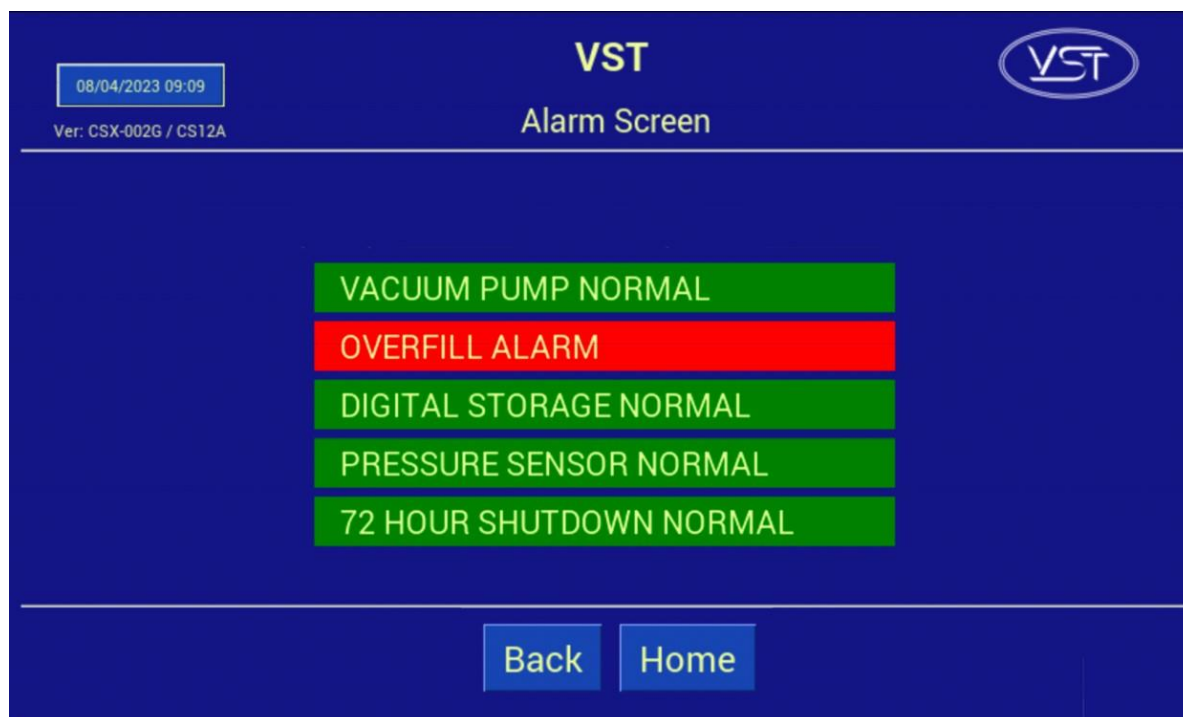 VST
08/04/2023 09:09
VST
Ver: CSX-002G / CS12A
Alarm Screen
VACUUM PUMP NORMAL
OVERFILL ALARM
DIGITAL STORAGE NORMAL
PRESSURE SENSOR NORMAL
72 HOUR SHUTDOWN NORMAL
Back
Home